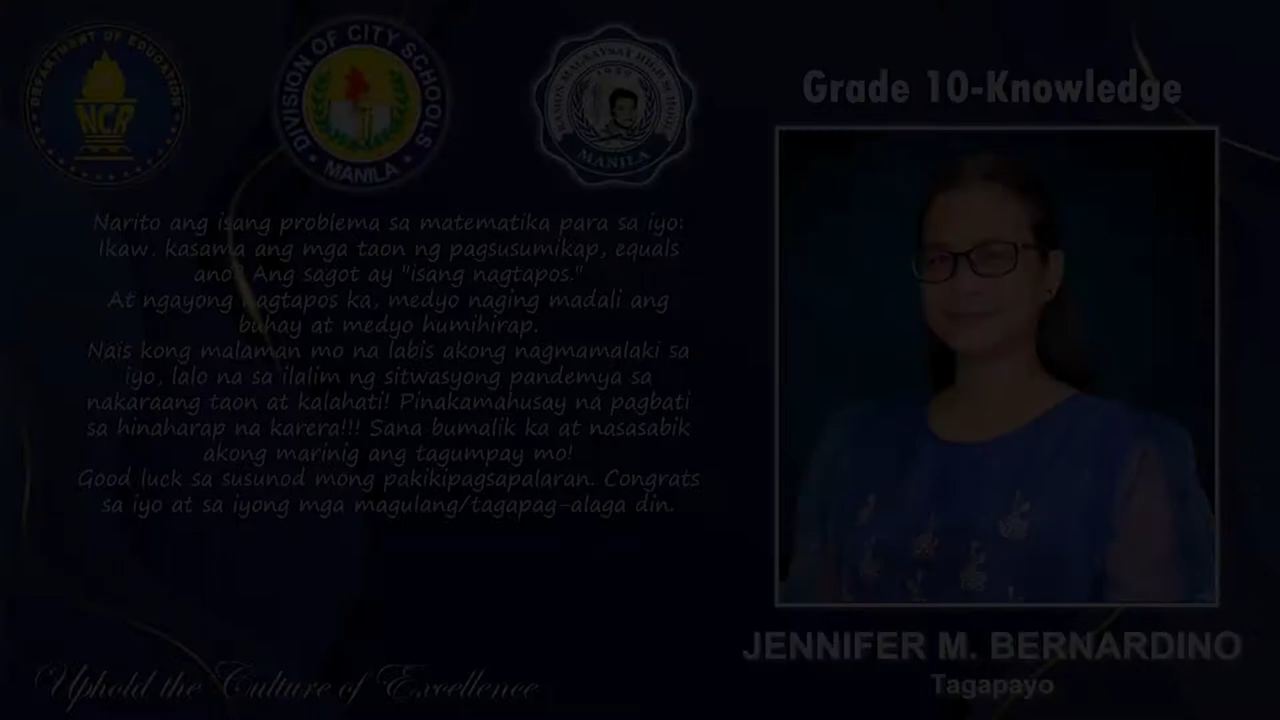 DEPARTMENT OF EDUCATION
NCR
DIVISION OF CITY SCHOOLS
MANILA
RAMON MAGSAYSAY HIGH SCHOOL
MANILA
Narito ang isang problema sa matematika para sa iyo:
Ikaw. kasama ang mga taon ng pagsusumikap, equals
ano? Ang sagot ay "isang nagtapos."
At ngayong nagtapos ka, medyo naging madali ang
buhay at medyo humihirap.
Nais kong malaman mo na labis akong nagmamalaki sa
iyo, lalo na sa ilalim ng sitwasyong pandemya sa
nakaraang taon at kalahati! Pinakamahusay na pagbati
sa hinaharap na karera!!! Sana bumalik ka at nasasabik
akong marinig ang tagumpay mo!
Good luck sa susunod mong pakikipagsapalaran. Congrats
sa iyo at sa iyong mga magulang/tagapag-alaga din.
Uphold the Culture of Excellence
Grade 10-Knowledge
JENNIFER M. BERNARDINO
Tagapayo